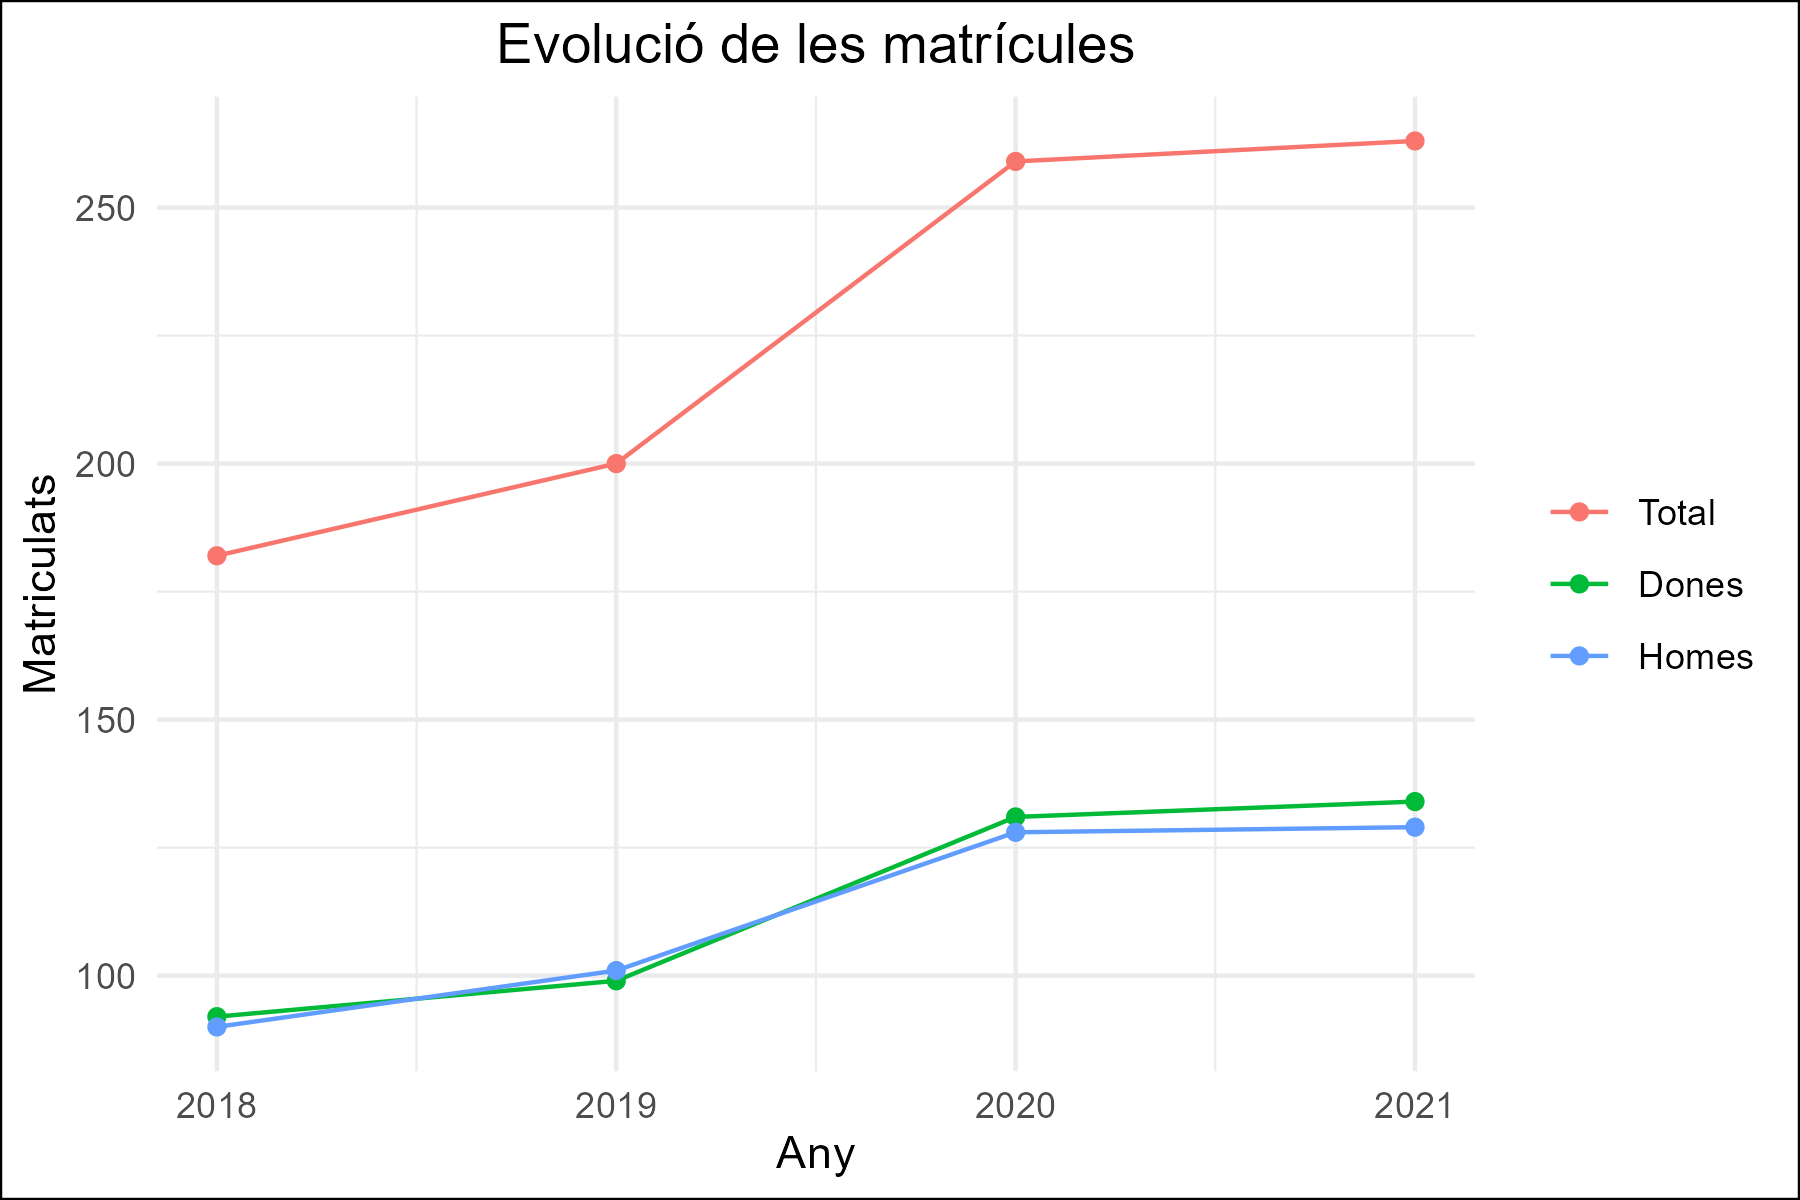 Evolució de les matrícules
250
200
150
100
Matriculats
2018
2019
2020
2021
Any
Total
Dones
Homes